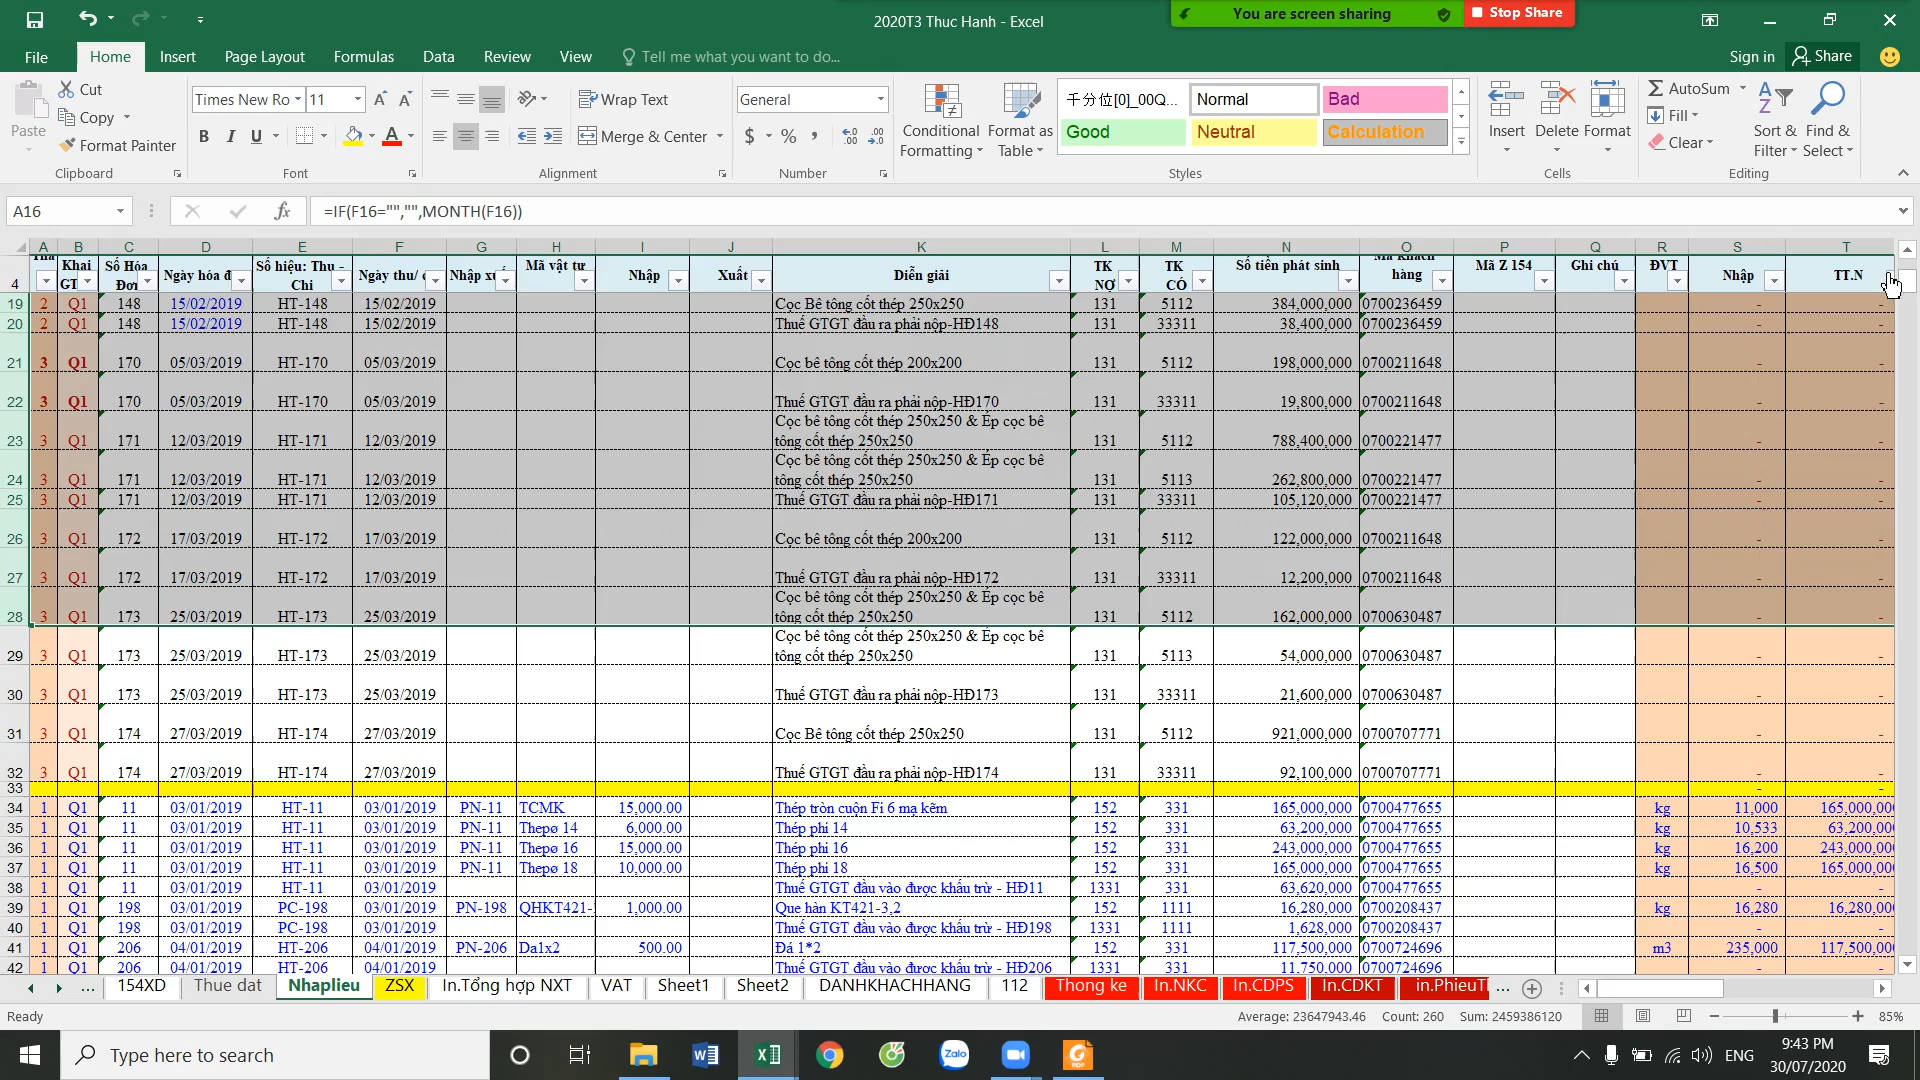 2020T3 Thuc Hanh - Excel
You are screen sharing Stop Share
File Home Insert Page Layout Formulas Data Review View Tell me what you want to do... Sign in Share
Paste Cut Copy Format Painter
Times New Ro 11 Wrap Text General
B I U Merge & Center $ %
Conditional Formatting Format as Table
千分位[0]_00Q... Normal Bad
Good Neutral Calculation
Insert Delete Format
AutoSum Fill Clear Sort & Filter Find & Select
Clipboard Font Alignment Number Styles Cells Editing
A16 fx =IF(F16="","",MONTH(F16))
A B C D E F G H I J K L M N O P Q R S T
4 Khai GT Số Hóa Đơn Ngày hóa đ Số hiệu: Thu - Chi Ngày thu/ Nhập xu Mã vật tư Nhập Xuất Diễn giải TK NỢ TK CÓ Số tiền phát sinh Mã khách hàng Mã Z 154 Ghi chú ĐVT Nhập TT.N
19 2 Q1 148 15/02/2019 HT-148 15/02/2019 Cọc Bê tông cốt thép 250x250 131 5112 384,000,000 0700236459 - -
20 2 Q1 148 15/02/2019 HT-148 15/02/2019 Thuế GTGT đầu ra phải nộp-HĐ148 131 33311 38,400,000 0700236459 - -
21 3 Q1 170 05/03/2019 HT-170 05/03/2019 Cọc bê tông cốt thép 200x200 131 5112 198,000,000 0700211648 - -
22 3 Q1 170 05/03/2019 HT-170 05/03/2019 Thuế GTGT đầu ra phải nộp-HĐ170 131 33311 19,800,000 0700211648 - -
23 3 Q1 171 12/03/2019 HT-171 12/03/2019 Cọc bê tông cốt thép 250x250 & Ép cọc bê tông cốt thép 250x250 131 5112 788,400,000 0700221477 - -
24 3 Q1 171 12/03/2019 HT-171 12/03/2019 Cọc bê tông cốt thép 250x250 & Ép cọc bê tông cốt thép 250x250 131 5113 262,800,000 0700221477 - -
25 3 Q1 171 12/03/2019 HT-171 12/03/2019 Thuế GTGT đầu ra phải nộp-HĐ171 131 33311 105,120,000 0700221477 - -
26 3 Q1 172 17/03/2019 HT-172 17/03/2019 Cọc bê tông cốt thép 200x200 131 5112 122,000,000 0700211648 - -
27 3 Q1 172 17/03/2019 HT-172 17/03/2019 Thuế GTGT đầu ra phải nộp-HĐ172 131 33311 12,200,000 0700211648 - -
28 3 Q1 173 25/03/2019 HT-173 25/03/2019 Cọc bê tông cốt thép 250x250 & Ép cọc bê tông cốt thép 250x250 131 5112 162,000,000 0700630487 - -
29 3 Q1 173 25/03/2019 HT-173 25/03/2019 Cọc bê tông cốt thép 250x250 & Ép cọc bê tông cốt thép 250x250 131 5113 54,000,000 0700630487 - -
30 3 Q1 173 25/03/2019 HT-173 25/03/2019 Thuế GTGT đầu ra phải nộp-HĐ173 131 33311 21,600,000 0700630487 - -
31 3 Q1 174 27/03/2019 HT-174 27/03/2019 Cọc Bê tông cốt thép 250x250 131 5112 921,000,000 0700707771 - -
32 3 Q1 174 27/03/2019 HT-174 27/03/2019 Thuế GTGT đầu ra phải nộp-HĐ174 131 33311 92,100,000 0700707771 - -
33 - -
34 1 Q1 11 03/01/2019 HT-11 03/01/2019 PN-11 TCMK 15,000.00 Thép tròn cuộn Fi 6 mạ kẽm 152 331 165,000,000 0700477655 kg 11,000 165,000,000
35 1 Q1 11 03/01/2019 HT-11 03/01/2019 PN-11 Thepø 14 6,000.00 Thép phi 14 152 331 63,200,000 0700477655 kg 10,533 63,200,000
36 1 Q1 11 03/01/2019 HT-11 03/01/2019 PN-11 Thepø 16 15,000.00 Thép phi 16 152 331 243,000,000 0700477655 kg 16,200 243,000,000
37 1 Q1 11 03/01/2019 HT-11 03/01/2019 PN-11 Thepø 18 10,000.00 Thép phi 18 152 331 165,000,000 0700477655 kg 16,500 165,000,000
38 1 Q1 11 03/01/2019 HT-11 03/01/2019 Thuế GTGT đầu vào được khấu trừ - HĐ11 1331 331 63,620,000 0700477655 - -
39 1 Q1 198 03/01/2019 PC-198 03/01/2019 PN-198 QHKT421- 1,000.00 Que hàn KT421-3,2 152 1111 16,280,000 0700208437 kg 16,280 16,280,000
40 1 Q1 198 03/01/2019 PC-198 03/01/2019 Thuế GTGT đầu vào được khấu trừ - HĐ198 1331 1111 1,628,000 0700208437 - -
41 1 Q1 206 04/01/2019 HT-206 04/01/2019 PN-206 Da1x2 500.00 Đá 1*2 152 331 117,500,000 0700724696 m3 235,000 117,500,000
42 1 Q1 206 04/01/2019 HT-206 04/01/2019 Thuế GTGT đầu vào được khấu trừ - HĐ206 1331 331 11,750,000 0700724696 - -
... 154XD Thue dat Nhaplieu ZSX In.Tổng hợp NXT VAT Sheet1 Sheet2 DANHKHACHHANG 112 Thong ke In.NKC In.CDPS In.CDKT in.PhieuT ...
Ready Average: 23647943.46 Count: 260 Sum: 2459386120 85%
Type here to search Zalo ENG 9:43 PM
30/07/2020